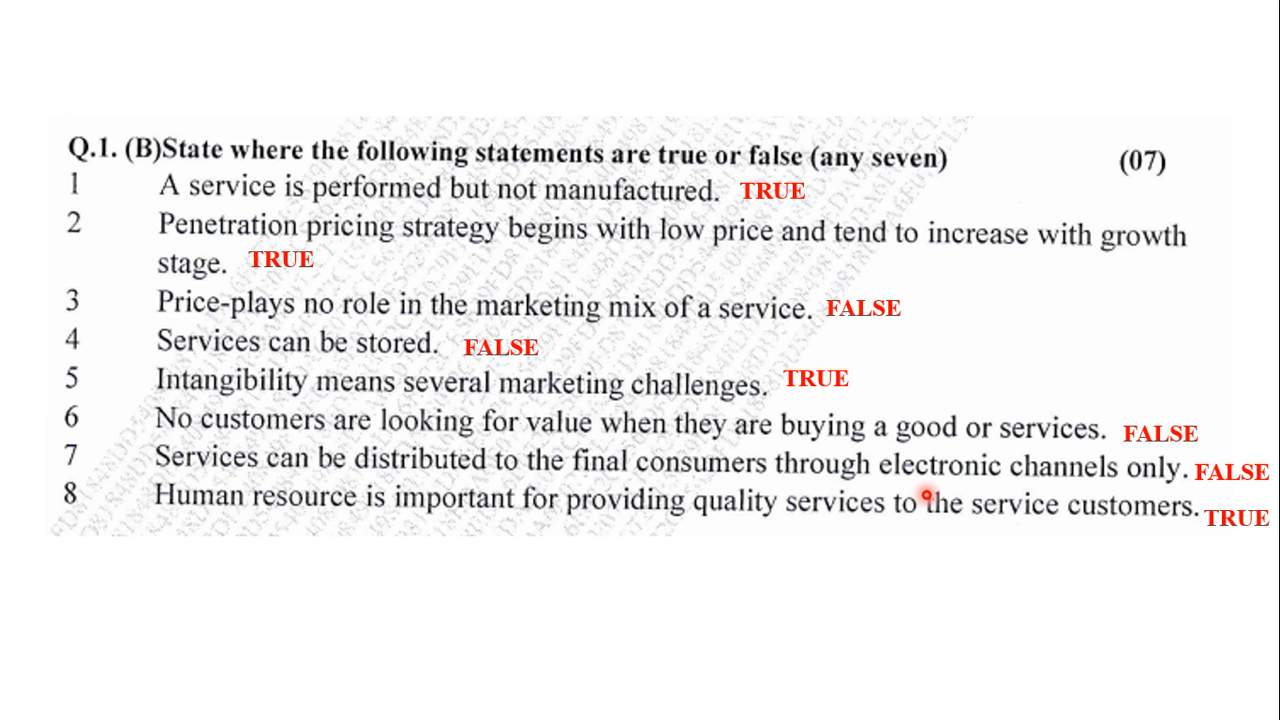 Q.1. (B)State where the following statements are true or false (any seven) (07)
1 A service is performed but not manufactured. TRUE
2 Penetration pricing strategy begins with low price and tend to increase with growth
stage. TRUE
3 Price-plays no role in the marketing mix of a service. FALSE
4 Services can be stored. FALSE
5 Intangibility means several marketing challenges. TRUE
6 No customers are looking for value when they are buying a good or services. FALSE
7 Services can be distributed to the final consumers through electronic channels only. FALSE
8 Human resource is important for providing quality services to the service customers. TRUE